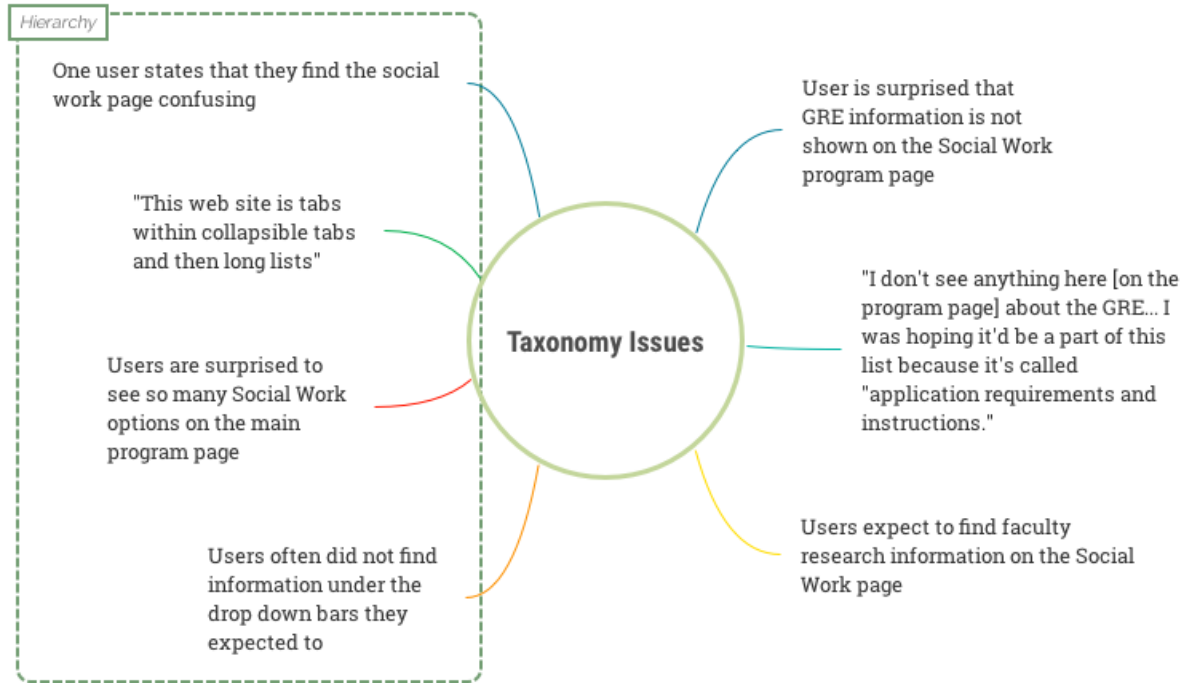 Hierarchy
One user states that they find the social
work page confusing
"This web site is tabs
within collapsible tabs
and then long lists"
Users are surprised to
see so many Social Work
options on the main
program page
Users often did not find
information under the
drop down bars they
expected to
Taxonomy Issues
User is surprised that
GRE information is not
shown on the Social Work
program page
"I don't see anything here [on the
program page] about the GRE... I
was hoping it'd be a part of this
list because it's called
"application requirements and
instructions."
Users expect to find faculty
research information on the Social
Work page